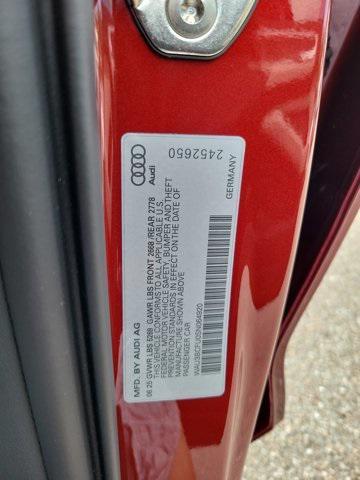 2452650
Audi
GERMANY
MFD. BY AUDI AG
06 25 GVWR LBS 5269 GAWR LBS FRONT 2668 /REAR 2778
THIS VEHICLE CONFORMS TO ALL APPLICABLE U.S.
FEDERAL MOTOR VEHICLE SAFETY, BUMPER AND THEFT
PREVENTION STANDARDS IN EFFECT ON THE DATE OF
MANUFACTURE SHOWN ABOVE
PASSENGER CAR